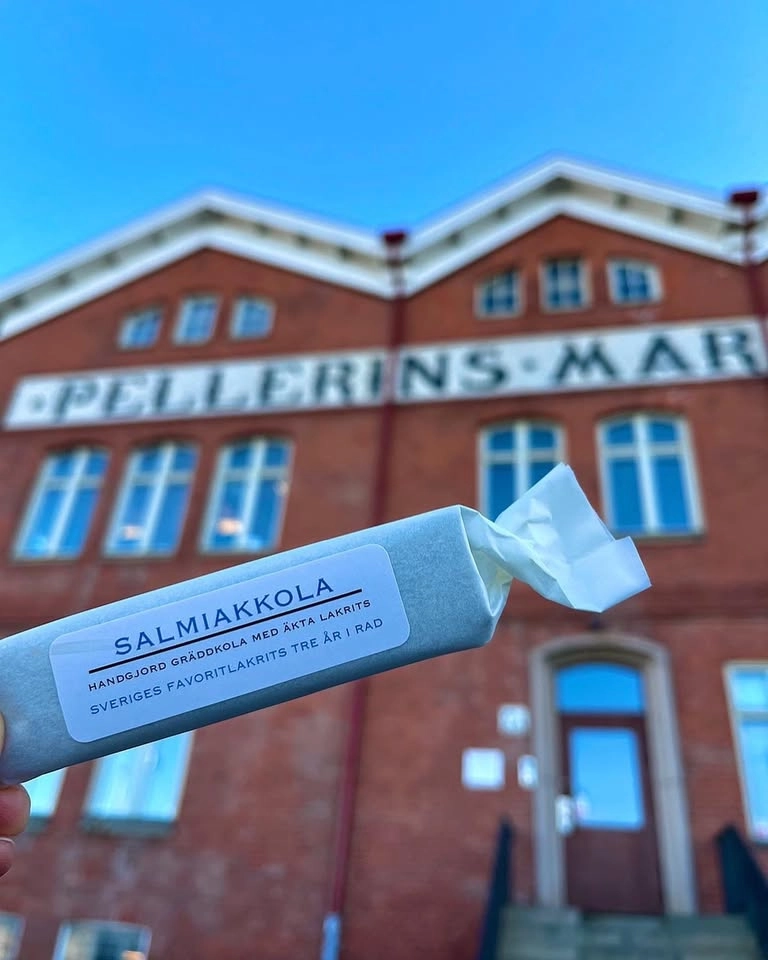 PELLERINS MAR
SALMIAKKOLA
HANDGJORD GRÄDDKOLA MED ÄKTA LAKRITS
SVERIGES FAVORITLAKRITS TRE ÅR I RAD